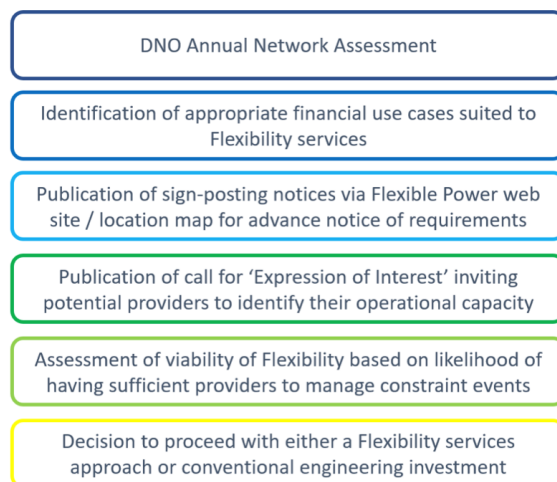 DNO Annual Network Assessment
Identification of appropriate financial use cases suited to
Flexibility services
Publication of sign-posting notices via Flexible Power web
site / location map for advance notice of requirements
Publication of call for ‘Expression of Interest’ inviting
potential providers to identify their operational capacity
Assessment of viability of Flexibility based on likelihood of
having sufficient providers to manage constraint events
Decision to proceed with either a Flexibility services
approach or conventional engineering investment